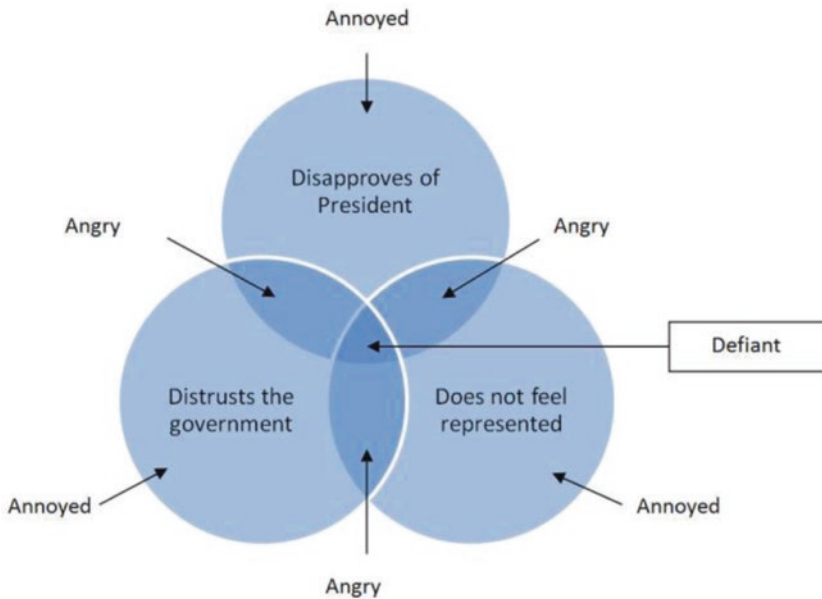 Annoyed
Disapproves of
President
Angry
Angry
Defiant
Distrusts the
government
Does not feel
represented
Annoyed
Annoyed
Angry